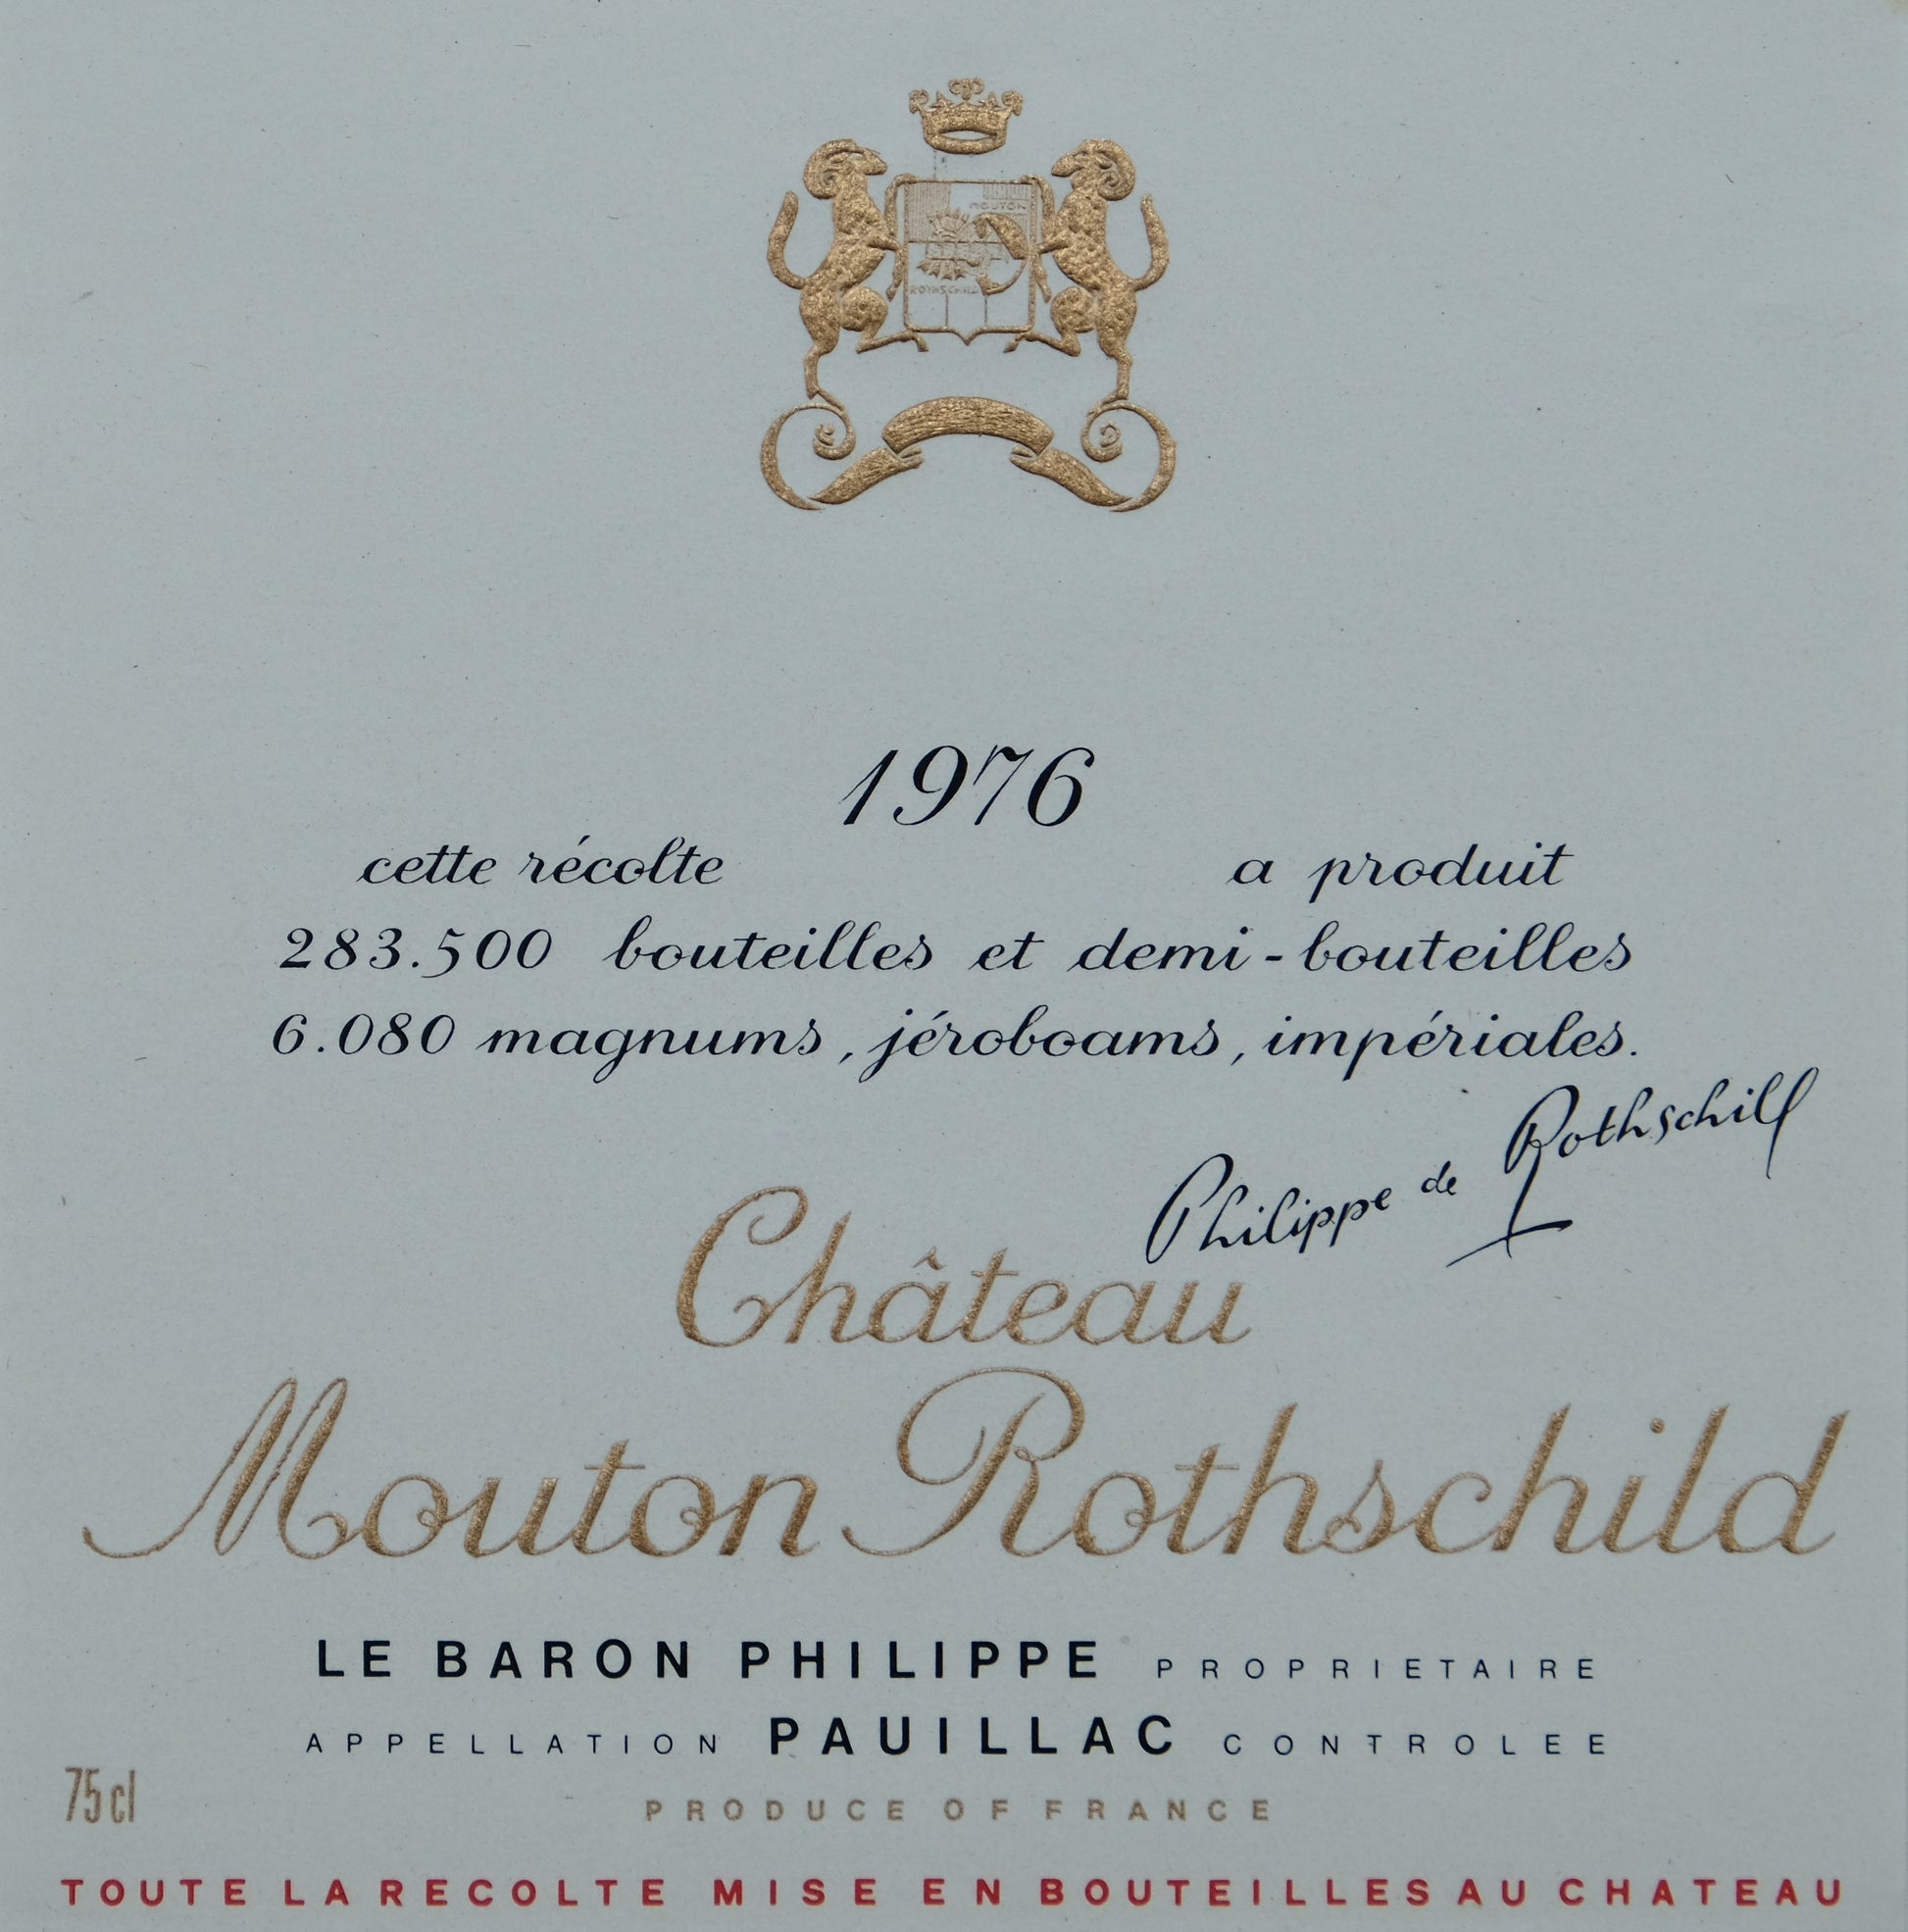 MOUTON
ROTHSCHILD
1976
cette récolte a produit
283.500 bouteilles et demi-bouteilles
6.080 magnums, jéroboams, impériales.
Philippe de Rothschild
Château
Mouton Rothschild
LE BARON PHILIPPE PROPRIETAIRE
APPELLATION PAUILLAC CONTROLEE
75cl
PRODUCE OF FRANCE
TOUTE LA RECOLTE MISE EN BOUTEILLES AU CHATEAU